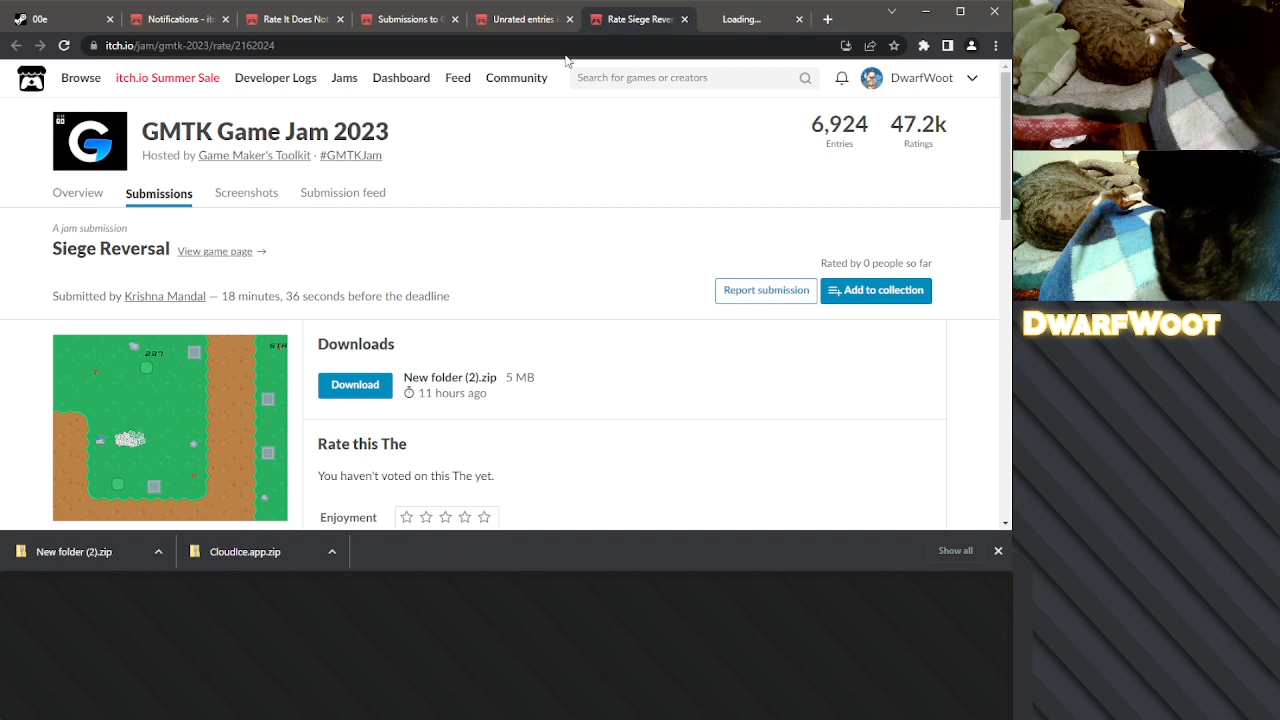 00e
Notifications - it
Rate It Does Not
Submissions to G
Unrated entries i
Rate Siege Rever
Loading...
itch.io/jam/gmtk-2023/rate/2162024
Browse itch.io Summer Sale Developer Logs Jams Dashboard Feed Community
Search for games or creators
DwarfWoot
GMTK Game Jam 2023
Hosted by Game Maker's Toolkit · #GMTKJam
6,924 47.2k
Entries Ratings
Overview Submissions Screenshots Submission feed
A jam submission
Siege Reversal View game page →
Rated by 0 people so far
Submitted by Krishna Mandal — 18 minutes, 36 seconds before the deadline
Report submission Add to collection
237
STA
Downloads
Download New folder (2).zip 5 MB
11 hours ago
Rate this The
You haven't voted on this The yet.
Enjoyment
New folder (2).zip
CloudIce.app.zip
Show all
DwarfWoot